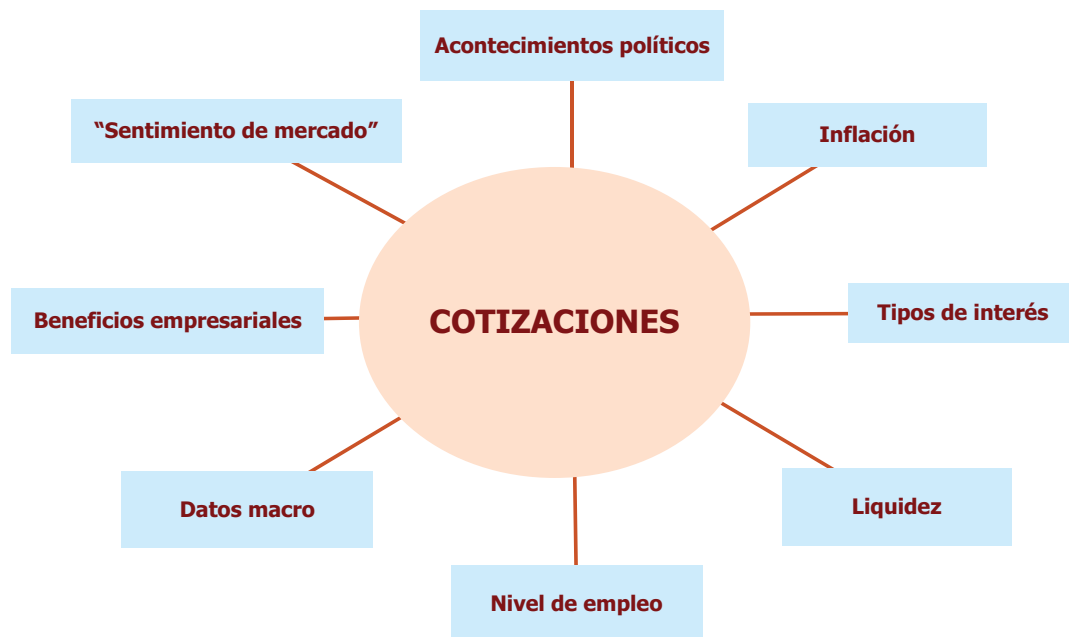 Acontecimientos políticos
“Sentimiento de mercado”
Inflación
Beneficios empresariales
COTIZACIONES
Tipos de interés
Datos macro
Liquidez
Nivel de empleo